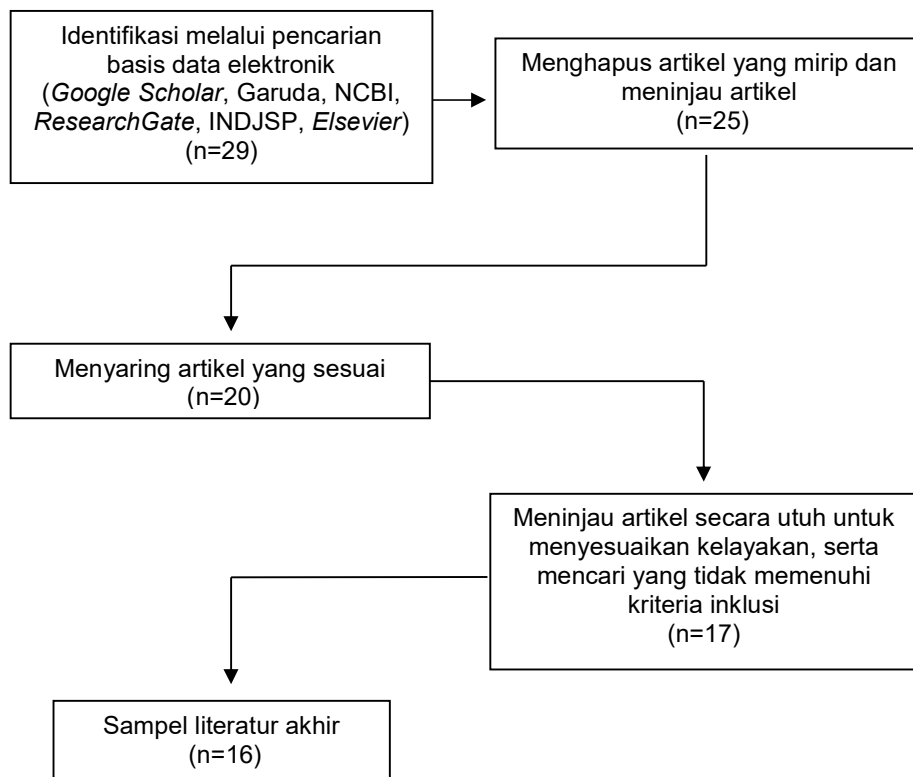 Identifikasi melalui pencarian
basis data elektronik
(Google Scholar, Garuda, NCBI,
ResearchGate, INDJSP, Elsevier)
(n=29)
Menghapus artikel yang mirip dan
meninjau artikel
(n=25)
Menyaring artikel yang sesuai
(n=20)
Meninjau artikel secara utuh untuk
menyesuaikan kelayakan, serta
mencari yang tidak memenuhi
kriteria inklusi
(n=17)
Sampel literatur akhir
(n=16)